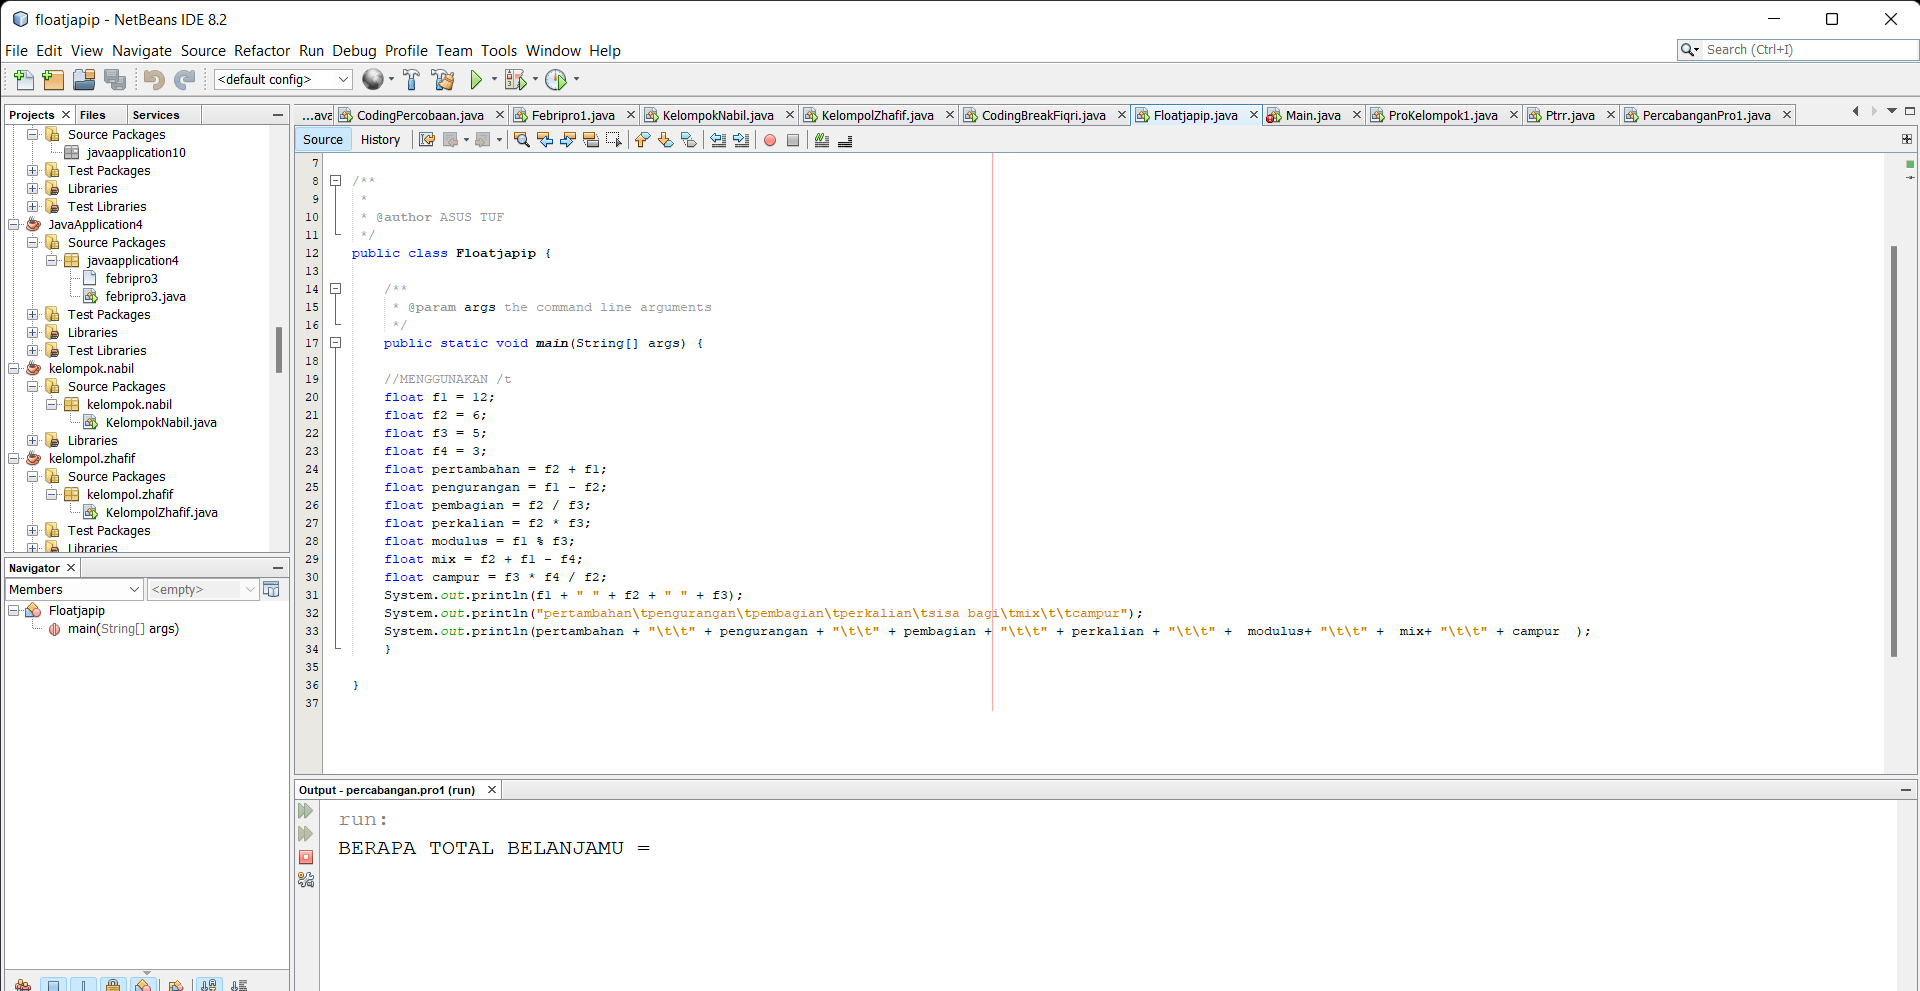 floatjapip - NetBeans IDE 8.2
File Edit View Navigate Source Refactor Run Debug Profile Team Tools Window Help
Search (Ctrl+I)
<default config>
Projects Files Services
Source Packages
javaapplication10
Test Packages
Libraries
Test Libraries
JavaApplication4
Source Packages
javaapplication4
febripro3
febripro3.java
Test Packages
Libraries
Test Libraries
kelompok.nabil
Source Packages
kelompok.nabil
KelompokNabil.java
Libraries
kelompol.zhafif
Source Packages
kelompol.zhafif
KelompolZhafif.java
Test Packages
Libraries
Navigator
Members <empty>
Floatjapip
main(String[] args)
...ava CodingPercobaan.java Febripro1.java KelompokNabil.java KelompolZhafif.java CodingBreakFiqri.java Floatjapip.java Main.java ProKelompok1.java Ptrr.java PercabanganPro1.java
Source History
7
8 /**
9 *
10 * @author ASUS TUF
11 */
12 public class Floatjapip {
13
14 /**
15 * @param args the command line arguments
16 */
17 public static void main(String[] args) {
18
19 //MENGGUNAKAN /t
20 float f1 = 12;
21 float f2 = 6;
22 float f3 = 5;
23 float f4 = 3;
24 float pertambahan = f2 + f1;
25 float pengurangan = f1 - f2;
26 float pembagian = f2 / f3;
27 float perkalian = f2 * f3;
28 float modulus = f1 % f3;
29 float mix = f2 + f1 - f4;
30 float campur = f3 * f4 / f2;
31 System.out.println(f1 + " " + f2 + " " + f3);
32 System.out.println("pertambahan\tpengurangan\tpembagian\tperkalian\tsisa bagi\tmix\t\tcampur");
33 System.out.println(pertambahan + "\t\t" + pengurangan + "\t\t" + pembagian + "\t\t" + perkalian + "\t\t" +  modulus+ "\t\t" +  mix+ "\t\t" + campur  );
34 }
35
36 }
37
Output - percabangan.pro1 (run)
run:
BERAPA TOTAL BELANJAMU =